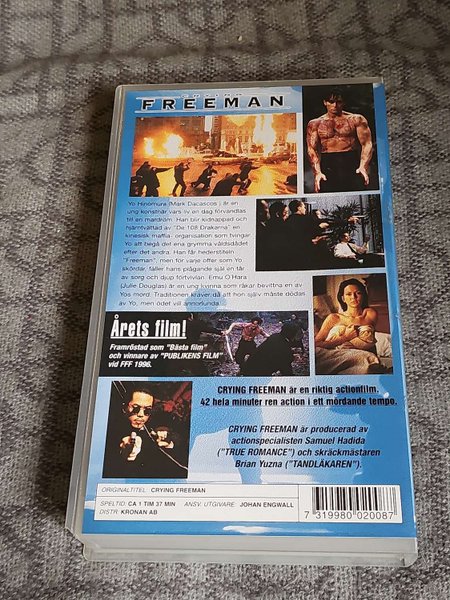 CRYING
FREEMAN
Yo Hinomura (Mark Dacascos) är en
ung konstnär vars liv en dag förvandlas
till en mardröm. Han blir kidnappad och
hjärntvättad av "De 108 Drakarna" en
kinesisk maffia- organisation som tvingar
Yo att begå det ena grymma våldsdådet
efter det andra. Han får hederstiteln
"Freeman", men för varje offer som Yo
skördar, fäller hans plågande själ en tår
av sorg och djup förtvivlan. Emu O'Hara
(Julie Douglas) är en ung kvinna som råkar bevittna en av
Yos mord. Traditionen kräver då att hon själv måste dödas
av Yo, men ödet vill annorlunda.
Årets film!
Framröstad som "Bästa film"
och vinnare av "PUBLIKENS FILM"
vid FFF 1996.
CRYING FREEMAN är en riktig actionfilm.
42 hela minuter ren action i ett mördande tempo.
CRYING FREEMAN är producerad av
actionspecialisten Samuel Hadida
("TRUE ROMANCE") och skräckmästaren
Brian Yuzna ("TANDLÄKAREN").
ORIGINALTITEL: CRYING FREEMAN
SPELTID: CA 1 TIM 37 MIN ANSV. UTGIVARE: JOHAN ENGWALL
DISTR. KRONAN AB
7 319980 020087